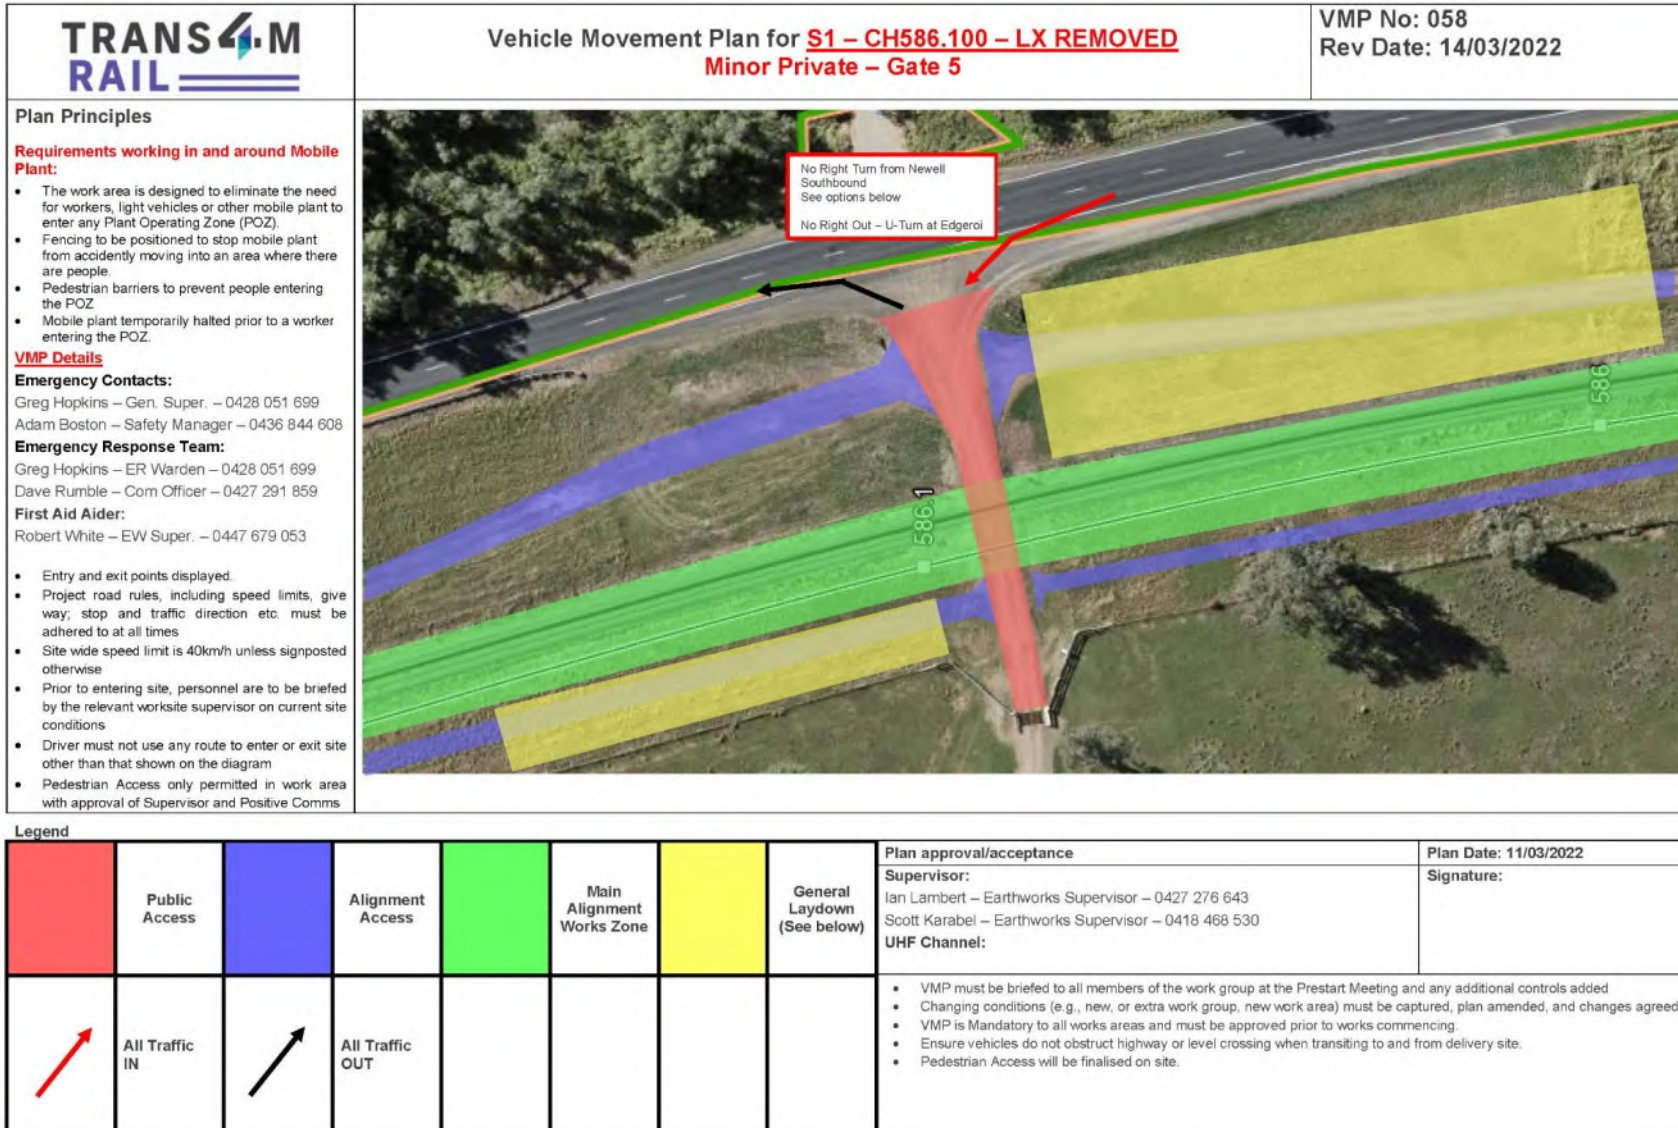 TRANS4M
RAIL
Vehicle Movement Plan for S1 – CH586.100 – LX REMOVED
Minor Private – Gate 5
VMP No: 058
Rev Date: 14/03/2022
Plan Principles
Requirements working in and around Mobile
Plant:
• The work area is designed to eliminate the need
for workers, light vehicles or other mobile plant to
enter any Plant Operating Zone (POZ).
• Fencing to be positioned to stop mobile plant
from accidently moving into an area where there
are people.
• Pedestrian barriers to prevent people entering
the POZ
• Mobile plant temporarily halted prior to a worker
entering the POZ.
VMP Details
Emergency Contacts:
Greg Hopkins – Gen. Super. – 0428 051 699
Adam Boston – Safety Manager – 0436 844 608
Emergency Response Team:
Greg Hopkins – ER Warden – 0428 051 699
Dave Rumble – Com Officer – 0427 291 859
First Aid Aider:
Robert White – EW Super. – 0447 679 053
• Entry and exit points displayed.
• Project road rules, including speed limits, give
way; stop and traffic direction etc. must be
adhered to at all times
• Site wide speed limit is 40km/h unless signposted
otherwise
• Prior to entering site, personnel are to be briefed
by the relevant worksite supervisor on current site
conditions
• Driver must not use any route to enter or exit site
other than that shown on the diagram
• Pedestrian Access only permitted in work area
with approval of Supervisor and Positive Comms
No Right Turn from Newell
Southbound
See options below
No Right Out – U-Turn at Edgeroi
586.1
586
Legend
Public
Access
Alignment
Access
Main
Alignment
Works Zone
General
Laydown
(See below)
All Traffic
IN
All Traffic
OUT
Plan approval/acceptance
Plan Date: 11/03/2022
Supervisor:
Ian Lambert – Earthworks Supervisor – 0427 276 643
Scott Karabel – Earthworks Supervisor – 0418 468 530
UHF Channel:
Signature:
• VMP must be briefed to all members of the work group at the Prestart Meeting and any additional controls added
• Changing conditions (e.g., new, or extra work group, new work area) must be captured, plan amended, and changes agreed
• VMP is Mandatory to all works areas and must be approved prior to works commencing.
• Ensure vehicles do not obstruct highway or level crossing when transiting to and from delivery site.
• Pedestrian Access will be finalised on site.